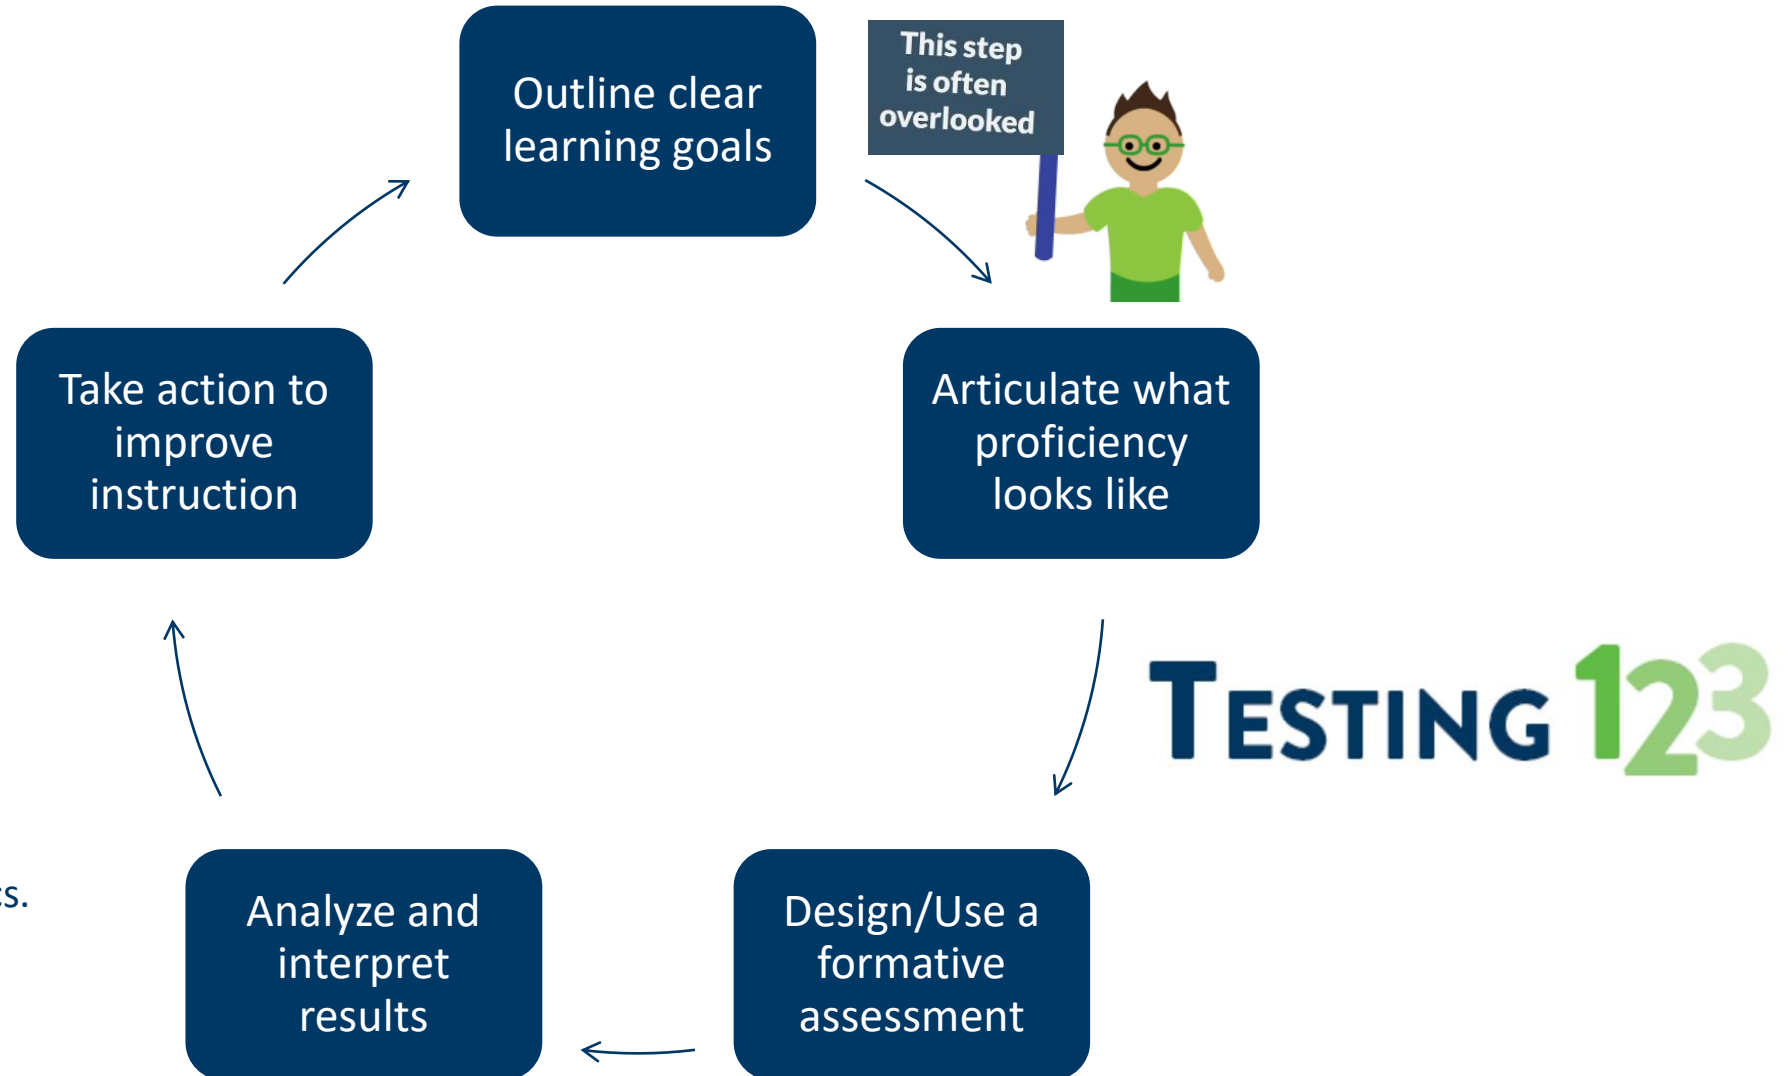 Outline clear
learning goals
This step
is often
overlooked
Take action to
improve
instruction
Articulate what
proficiency
looks like
TESTING 123
cs.
Analyze and
interpret
results
Design/Use a
formative
assessment